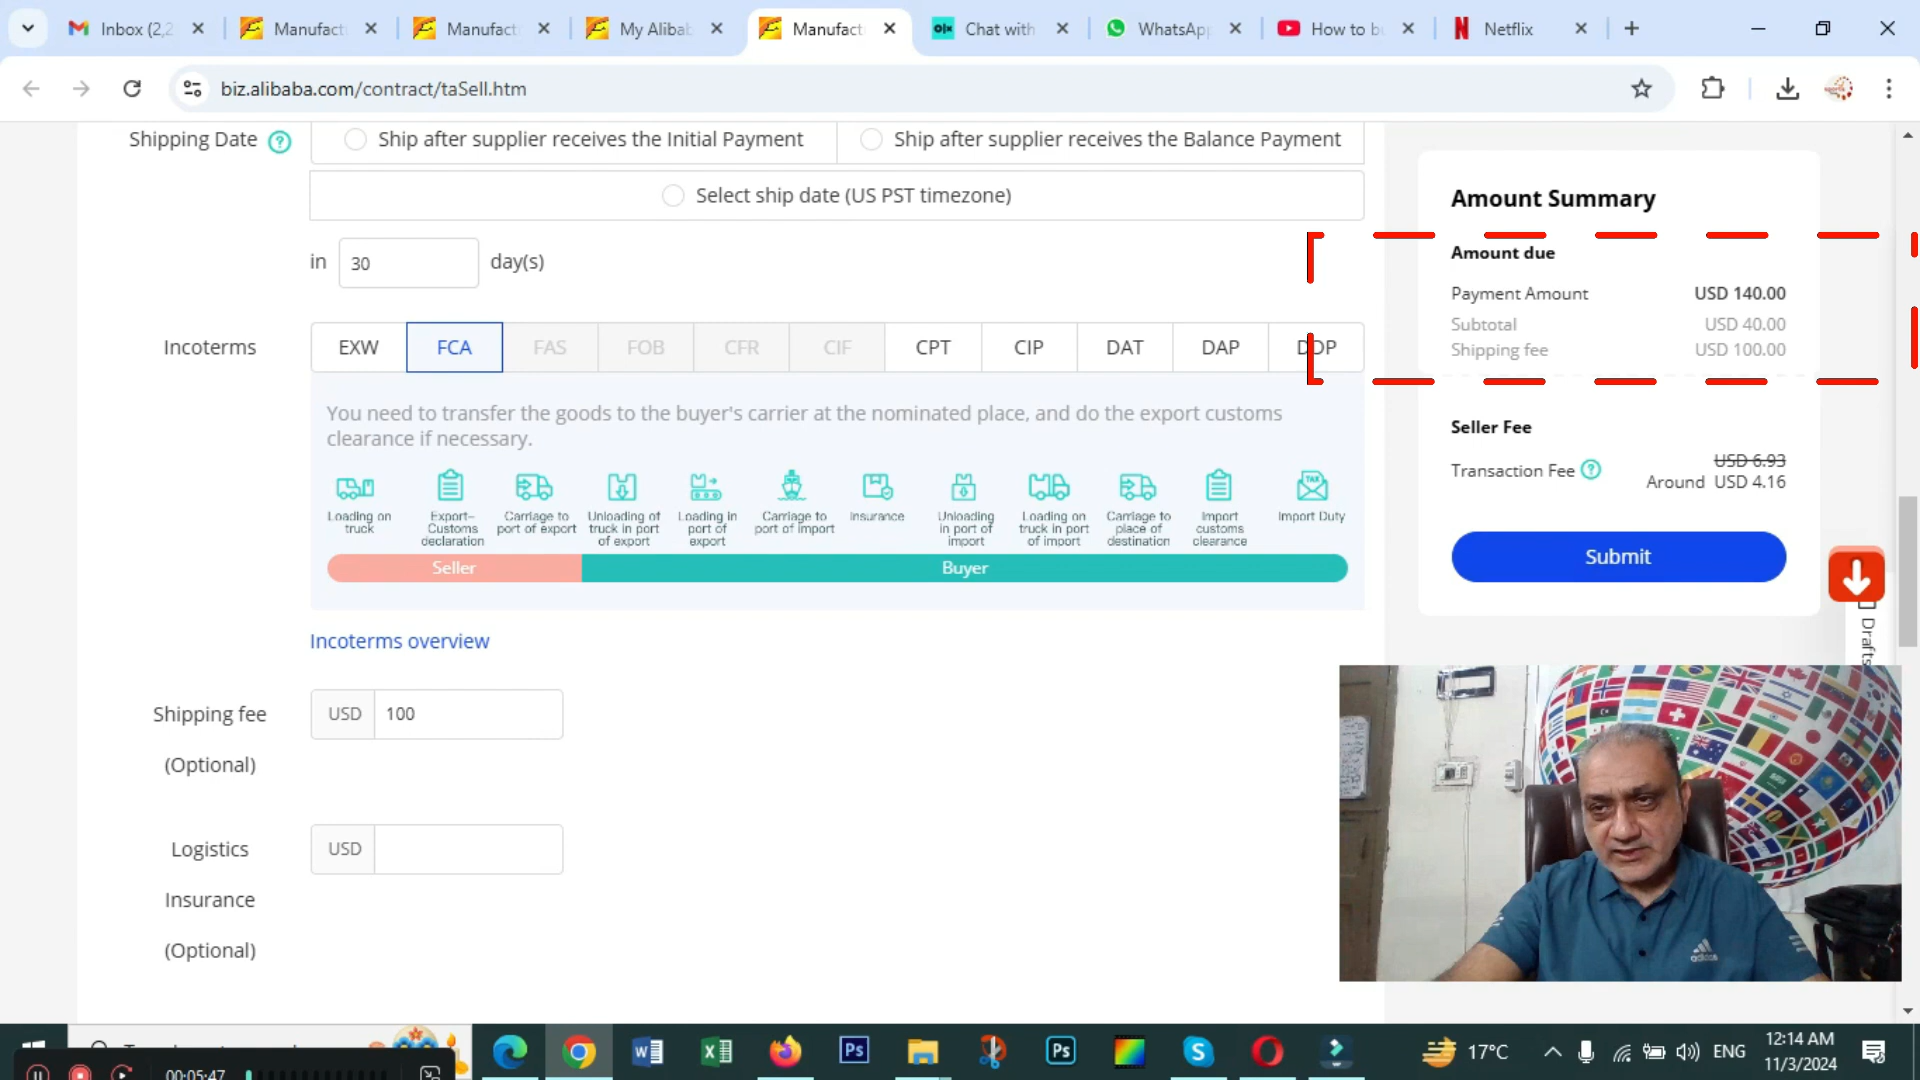 Inbox (2,2
Manufact
Manufact
My Alibab
Manufact
Chat with
WhatsApp
How to b
Netflix
biz.alibaba.com/contract/taSell.htm
Shipping Date
Ship after supplier receives the Initial Payment
Ship after supplier receives the Balance Payment
Select ship date (US PST timezone)
in 30 day(s)
Incoterms
EXW FCA FAS FOB CFR CIF CPT CIP DAT DAP DDP
You need to transfer the goods to the buyer's carrier at the nominated place, and do the export customs
clearance if necessary.
Loading on
truck
Export-
Customs
declaration
Carriage to
port of export
Unloading of
truck in port
of export
Loading in
port of
export
Carriage to
port of import
Insurance
Unloading
in port of
import
Loading on
truck in port
of import
Carriage to
place of
destination
Import
customs
clearance
Import Duty
Seller
Buyer
Incoterms overview
Shipping fee
(Optional)
USD 100
Logistics
Insurance
(Optional)
USD
Amount Summary
Amount due
Payment Amount USD 140.00
Subtotal USD 40.00
Shipping fee USD 100.00
Seller Fee
Transaction Fee
USD 6.93
Around USD 4.16
Submit
Drafts
adidas
00:05:47
17°C
ENG
12:14 AM
11/3/2024